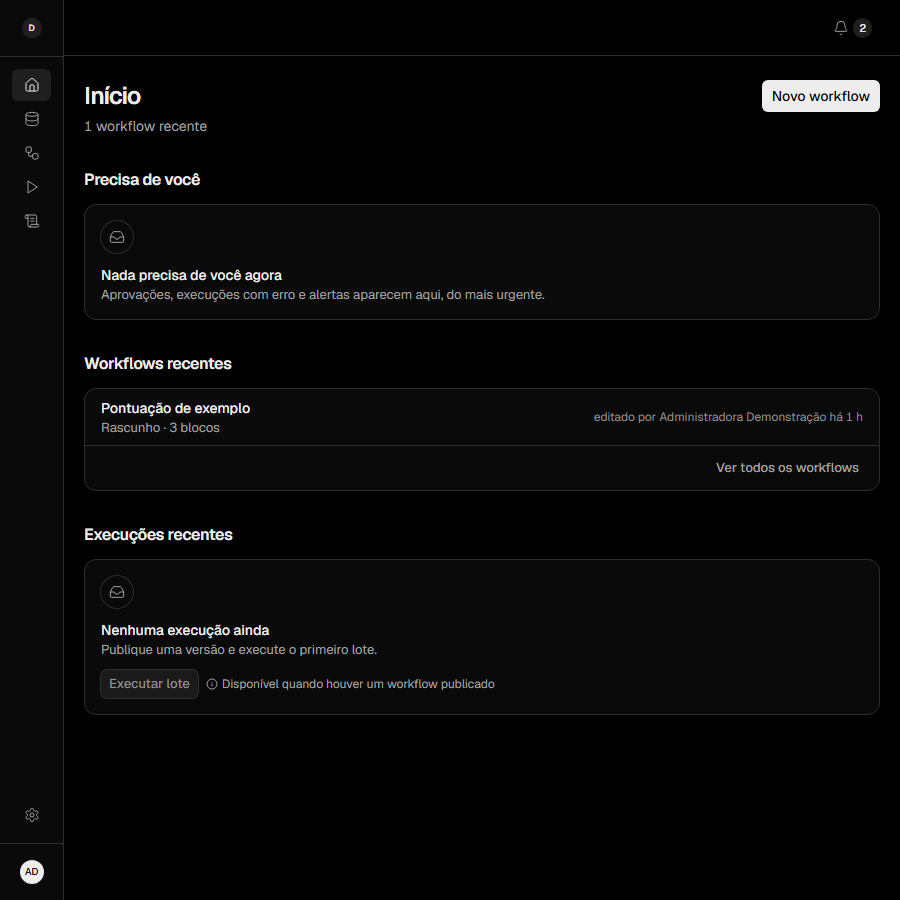 D
2
Início
Novo workflow
1 workflow recente
Precisa de você
Nada precisa de você agora
Aprovações, execuções com erro e alertas aparecem aqui, do mais urgente.
Workflows recentes
Pontuação de exemplo
Rascunho · 3 blocos
editado por Administradora Demonstração há 1 h
Ver todos os workflows
Execuções recentes
Nenhuma execução ainda
Publique uma versão e execute o primeiro lote.
Executar lote
Disponível quando houver um workflow publicado
AD